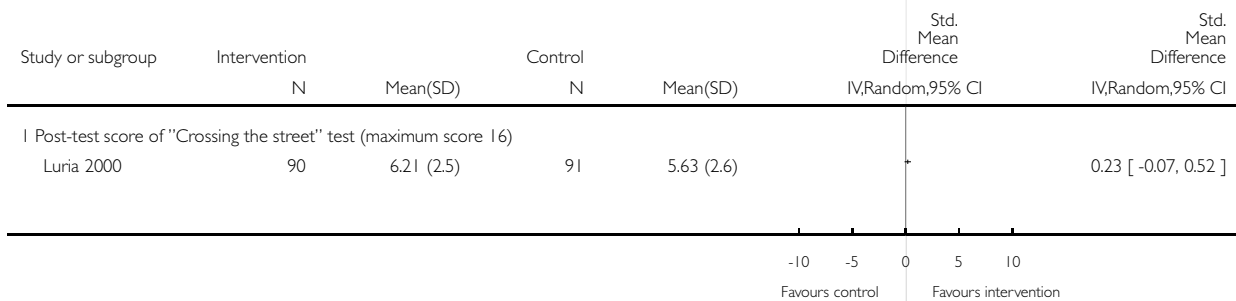 Study or subgroup Intervention Control Std. Mean Difference Std. Mean Difference
N Mean(SD) N Mean(SD) IV,Random,95% CI IV,Random,95% CI
1 Post-test score of ”Crossing the street” test (maximum score 16)
Luria 2000 90 6.21 (2.5) 91 5.63 (2.6) 0.23 [ -0.07, 0.52 ]
-10 -5 0 5 10
Favours control Favours intervention